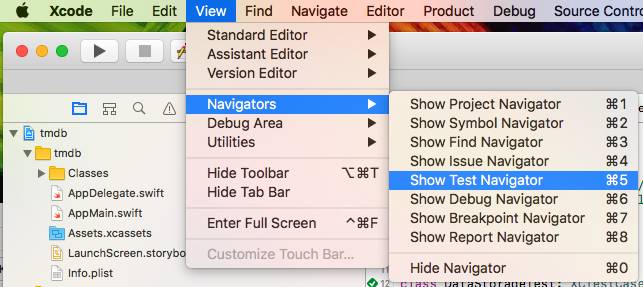 Xcode File Edit View Find Navigate Editor Product Debug Source Control
Standard Editor
Assistant Editor
Version Editor
Navigators
Debug Area
Utilities
Hide Toolbar ⌥⌘T
Hide Tab Bar
Enter Full Screen ^⌘F
Customize Touch Bar...
Show Project Navigator ⌘1
Show Symbol Navigator ⌘2
Show Find Navigator ⌘3
Show Issue Navigator ⌘4
Show Test Navigator ⌘5
Show Debug Navigator ⌘6
Show Breakpoint Navigator ⌘7
Show Report Navigator ⌘8
Hide Navigator ⌘0
tmdb
tmdb
Classes
AppDelegate.swift
AppMain.swift
Assets.xcassets
LaunchScreen.storybo
Info.plist
12 class DataStorageTest: XCTestCase